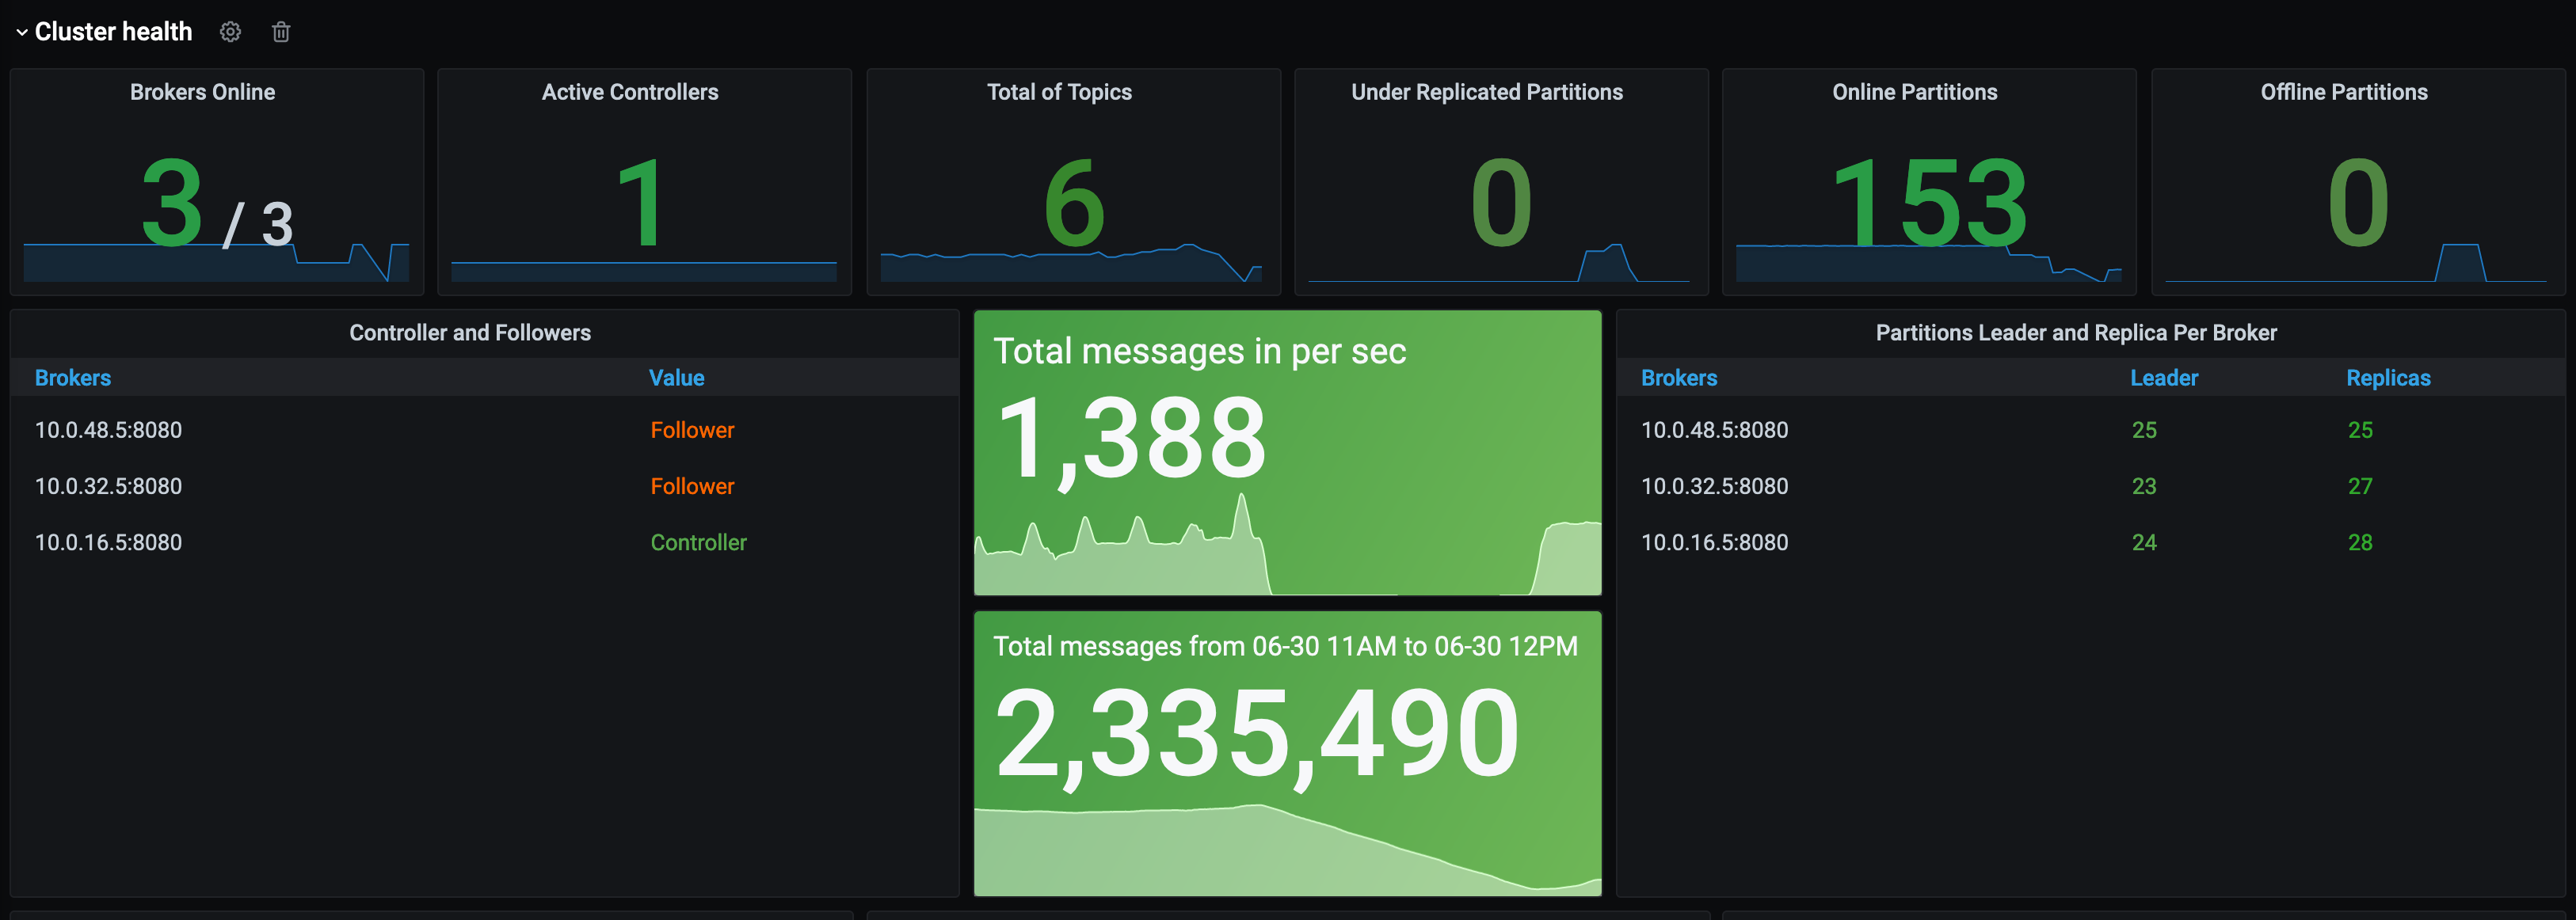 Cluster health
Brokers Online
3 / 3
Active Controllers
1
Total of Topics
6
Under Replicated Partitions
0
Online Partitions
153
Offline Partitions
0
Controller and Followers
Brokers Value
10.0.48.5:8080 Follower
10.0.32.5:8080 Follower
10.0.16.5:8080 Controller
Total messages in per sec
1,388
Total messages from 06-30 11AM to 06-30 12PM
2,335,490
Partitions Leader and Replica Per Broker
Brokers Leader Replicas
10.0.48.5:8080 25 25
10.0.32.5:8080 23 27
10.0.16.5:8080 24 28